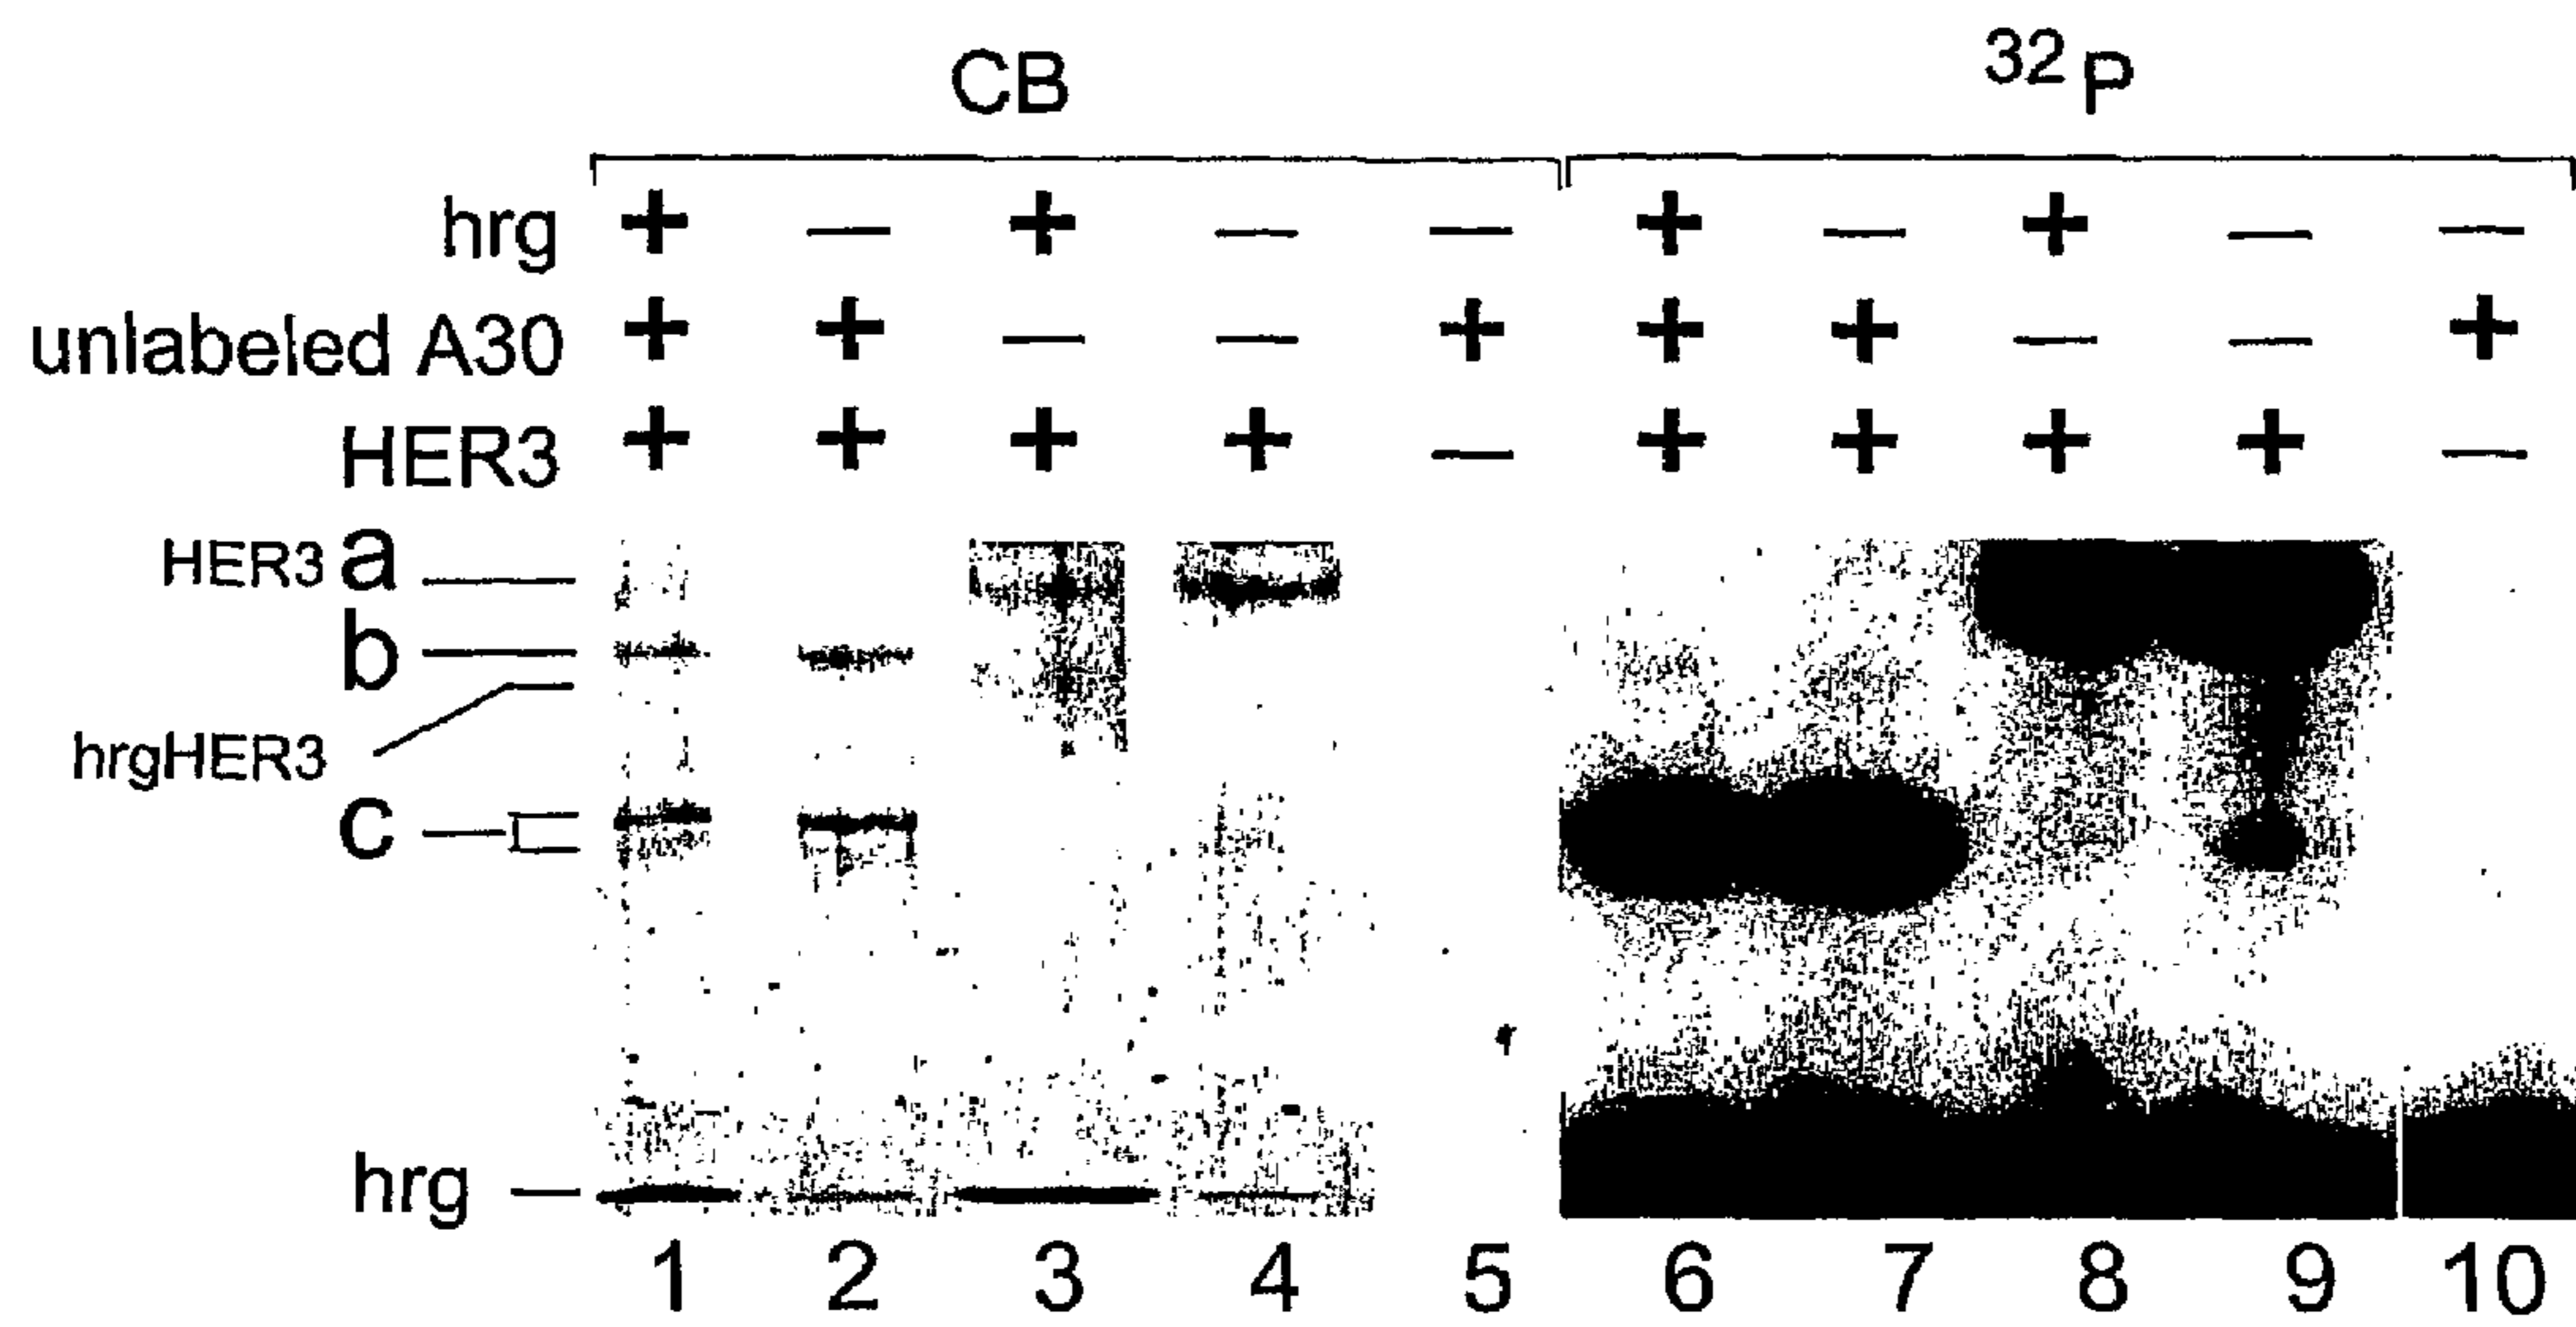 CB ³²P
hrg + — + — — + — + — —
unlabeled A30 + + — — + + + — — +
HER3 + + + + — + + + + —
HER3 a
b
hrgHER3
c
hrg
1 2 3 4 5 6 7 8 9 10